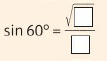 sin 60° = √□/□